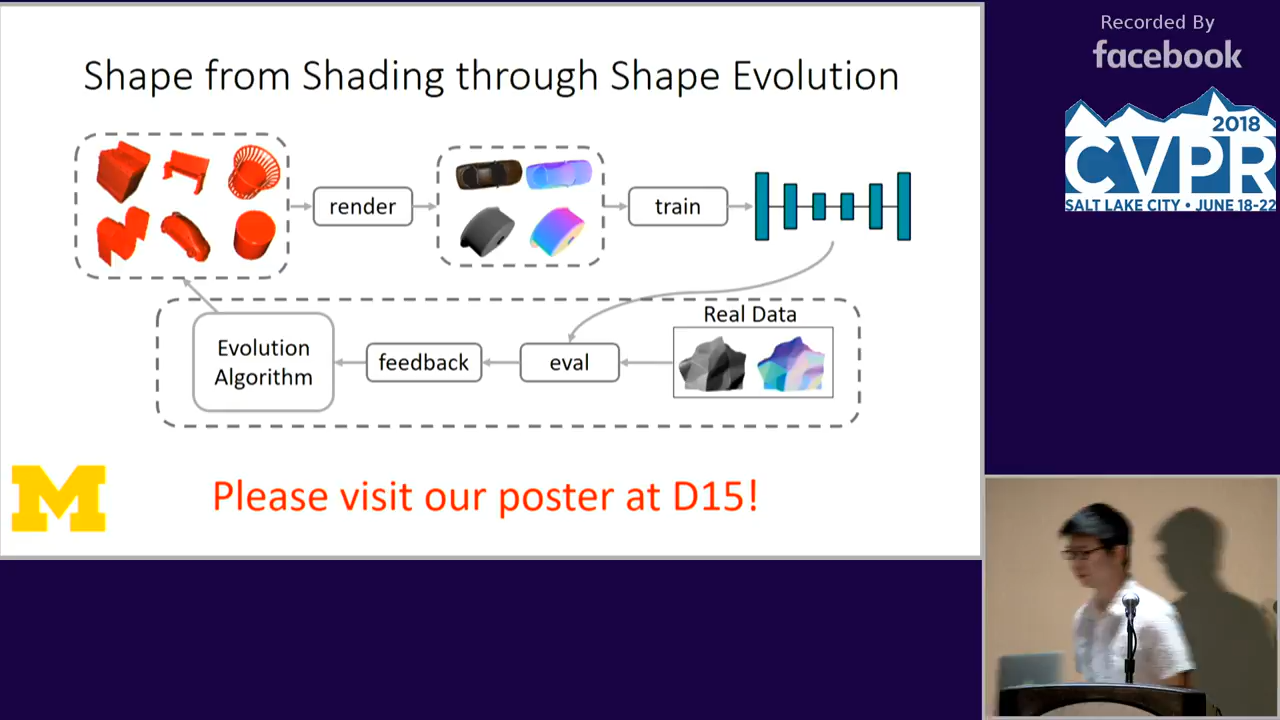 Shape from Shading through Shape Evolution
render
train
Real Data
Evolution
Algorithm
feedback
eval
M
Please visit our poster at D15!
Recorded By
facebook
2018
CVPR
SALT LAKE CITY • JUNE 18-22